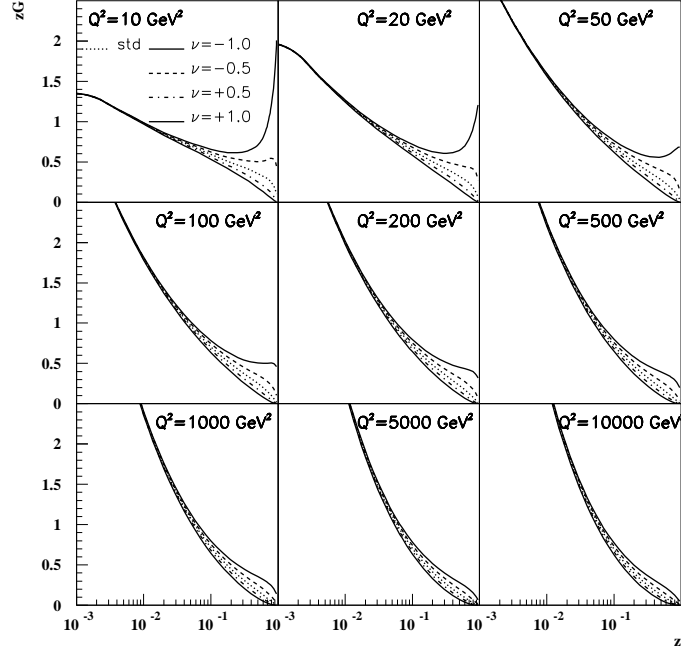 zG
Q²=10 GeV²
Q²=20 GeV²
Q²=50 GeV²
std
ν=−1.0
ν=−0.5
ν=+0.5
ν=+1.0
2
1.5
1
0.5
0
Q²=100 GeV²
Q²=200 GeV²
Q²=500 GeV²
2
1.5
1
0.5
0
Q²=1000 GeV²
Q²=5000 GeV²
Q²=10000 GeV²
2
1.5
1
0.5
0
10⁻³ 10⁻² 10⁻¹ 10⁻³ 10⁻² 10⁻¹ 10⁻³ 10⁻² 10⁻¹
z